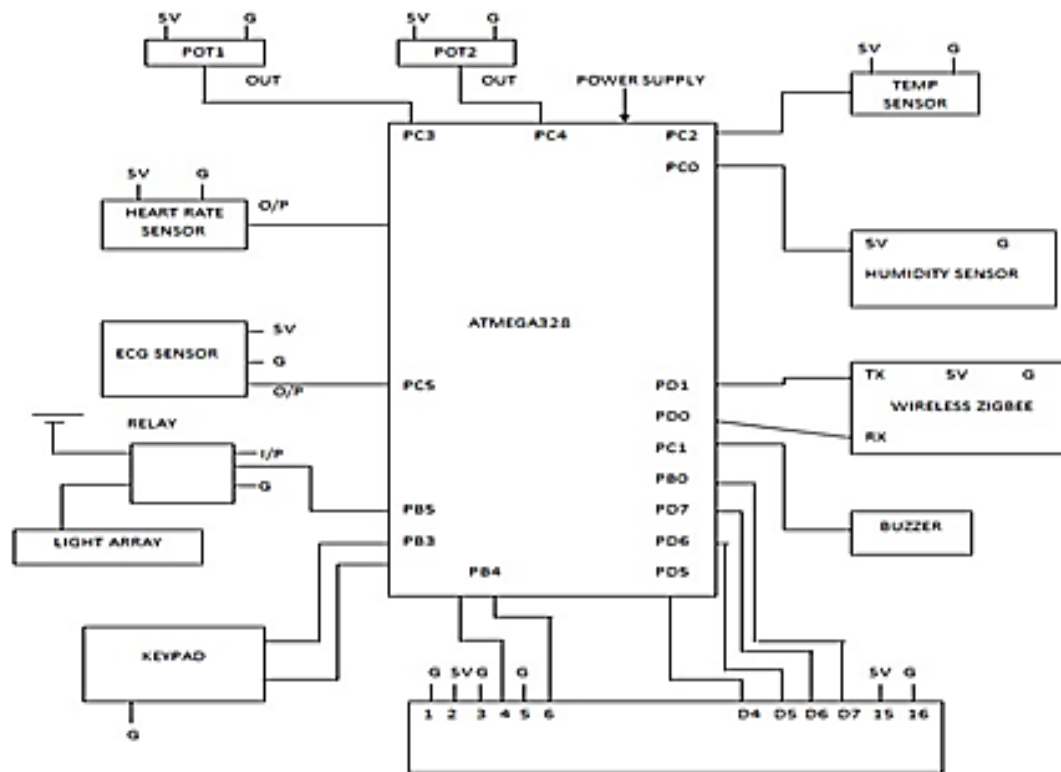 5V G
POT1
OUT
5V G
POT2
OUT
POWER SUPPLY
5V G
TEMP
SENSOR
PC3
PC4
PC2
PC0
5V G
HEART RATE
SENSOR
O/P
5V G
HUMIDITY SENSOR
ATMEGA328
ECG SENSOR
5V
G
O/P
PC5
PD1
TX 5V G
WIRELESS ZIGBEE
RX
PD0
PC1
PB0
PD7
PD6
PD5
RELAY
I/P
G
PB5
PB3
PB4
LIGHT ARRAY
BUZZER
KEYPAD
G
G 5V G G 5V G
1 2 3 4 5 6 D4 D5 D6 D7 15 16